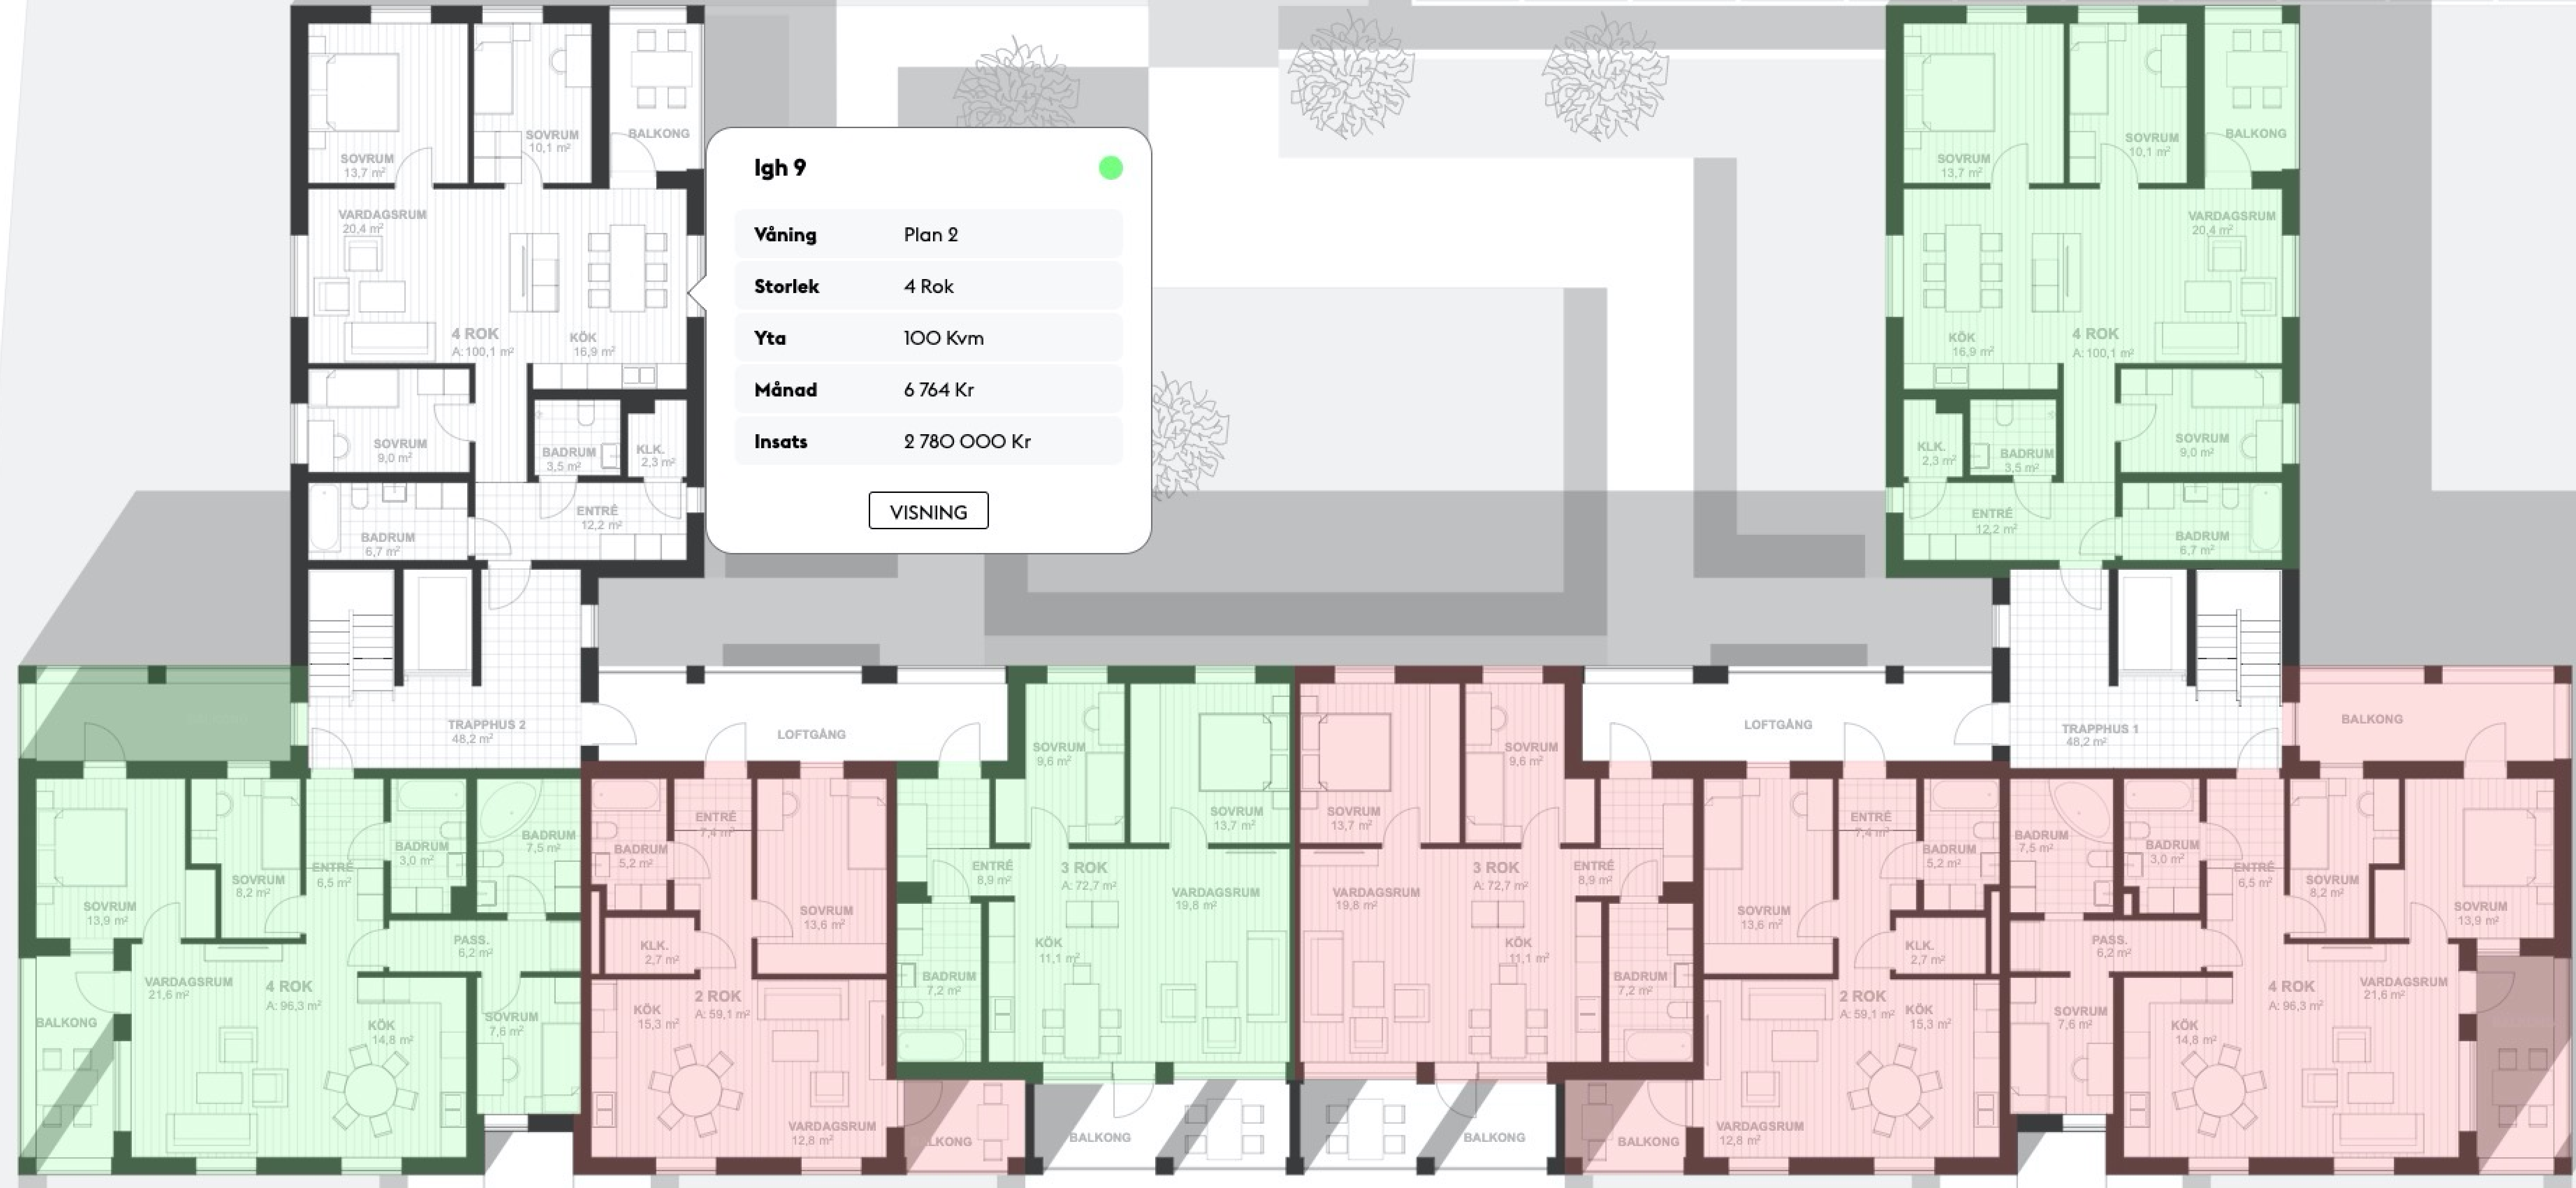 SOVRUM
13,7 m²
SOVRUM
10,1 m²
BALKONG
VARDAGSRUM
20,4 m²
4 ROK
A: 100,1 m²
KÖK
16,9 m²
SOVRUM
9,0 m²
BADRUM
3,5 m²
KLK.
2,3 m²
ENTRÉ
12,2 m²
BADRUM
6,7 m²
lgh 9
Våning Plan 2
Storlek 4 Rok
Yta 100 Kvm
Månad 6 764 Kr
Insats 2 780 000 Kr
VISNING
SOVRUM
13,7 m²
SOVRUM
10,1 m²
BALKONG
VARDAGSRUM
20,4 m²
KÖK
16,9 m²
4 ROK
A: 100,1 m²
KLK.
2,3 m²
BADRUM
3,5 m²
SOVRUM
9,0 m²
ENTRÉ
12,2 m²
BADRUM
6,7 m²
TRAPPHUS 2
48,2 m²
LOFTGÅNG
LOFTGÅNG
TRAPPHUS 1
48,2 m²
BALKONG
SOVRUM
13,9 m²
SOVRUM
8,2 m²
ENTRÉ
6,5 m²
BADRUM
3,0 m²
BADRUM
7,5 m²
PASS.
6,2 m²
VARDAGSRUM
21,6 m²
4 ROK
A: 96,3 m²
KÖK
14,8 m²
SOVRUM
7,6 m²
BALKONG
BADRUM
5,2 m²
ENTRÉ
7,4 m²
SOVRUM
13,6 m²
KLK.
2,7 m²
KÖK
15,3 m²
2 ROK
A: 59,1 m²
VARDAGSRUM
12,8 m²
BALKONG
SOVRUM
9,6 m²
SOVRUM
13,7 m²
ENTRÉ
8,9 m²
3 ROK
A: 72,7 m²
VARDAGSRUM
19,8 m²
KÖK
11,1 m²
BADRUM
7,2 m²
BALKONG
SOVRUM
13,7 m²
SOVRUM
9,6 m²
VARDAGSRUM
19,8 m²
3 ROK
A: 72,7 m²
ENTRÉ
8,9 m²
KÖK
11,1 m²
BADRUM
7,2 m²
BALKONG
SOVRUM
13,6 m²
ENTRÉ
7,4 m²
BADRUM
5,2 m²
KLK.
2,7 m²
2 ROK
A: 59,1 m²
KÖK
15,3 m²
VARDAGSRUM
12,8 m²
BALKONG
BADRUM
7,5 m²
BADRUM
3,0 m²
ENTRÉ
6,5 m²
SOVRUM
8,2 m²
SOVRUM
13,9 m²
PASS.
6,2 m²
SOVRUM
7,6 m²
KÖK
14,8 m²
4 ROK
A: 96,3 m²
VARDAGSRUM
21,6 m²